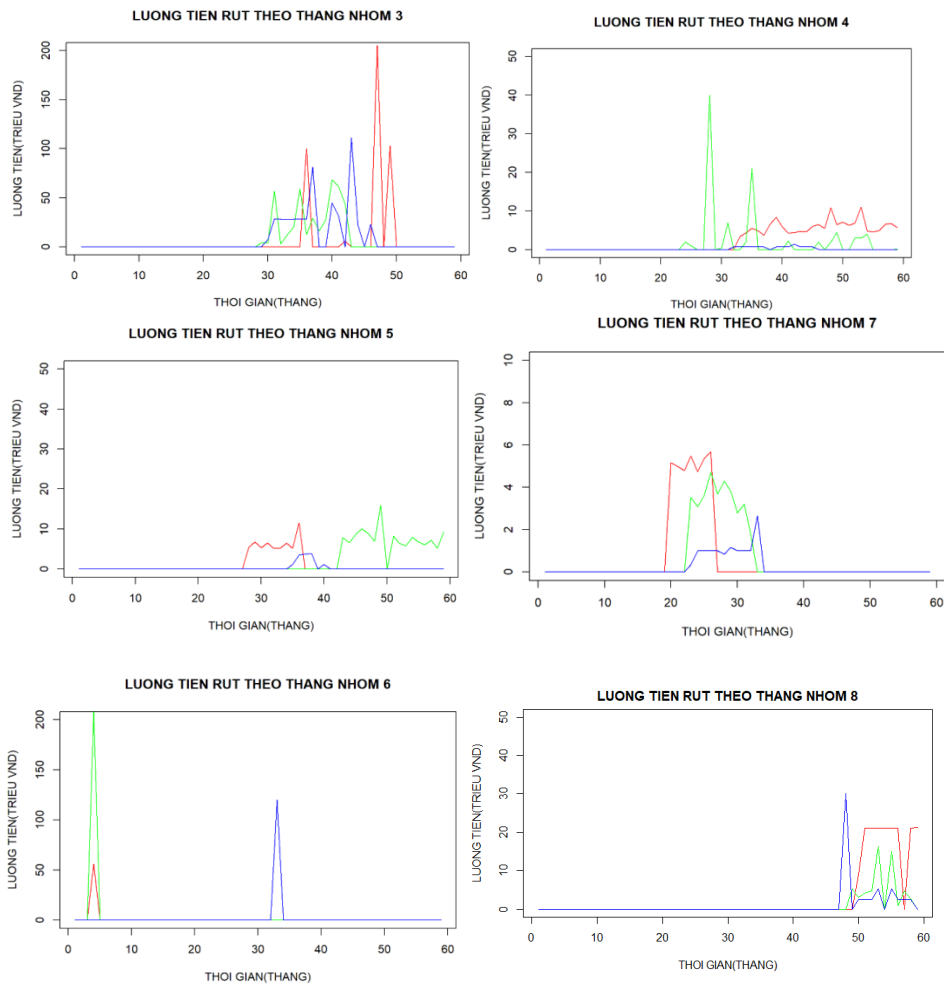 LUONG TIEN RUT THEO THANG NHOM 3
LUONG TIEN(TRIEU VND)
200
150
100
50
0
0 10 20 30 40 50 60
THOI GIAN(THANG)
LUONG TIEN RUT THEO THANG NHOM 4
LUONG TIEN(TRIEU VND)
50
40
30
20
10
0
0 10 20 30 40 50 60
THOI GIAN(THANG)
LUONG TIEN RUT THEO THANG NHOM 5
LUONG TIEN(TRIEU VND)
50
40
30
20
10
0
0 10 20 30 40 50 60
THOI GIAN(THANG)
LUONG TIEN RUT THEO THANG NHOM 7
LUONG TIEN(TRIEU VND)
10
8
6
4
2
0
0 10 20 30 40 50 60
THOI GIAN(THANG)
LUONG TIEN RUT THEO THANG NHOM 6
LUONG TIEN(TRIEU VND)
200
150
100
50
0
0 10 20 30 40 50 60
THOI GIAN(THANG)
LUONG TIEN RUT THEO THANG NHOM 8
LUONG TIEN(TRIEU VND)
50
40
30
20
10
0
0 10 20 30 40 50 60
THOI GIAN(THANG)